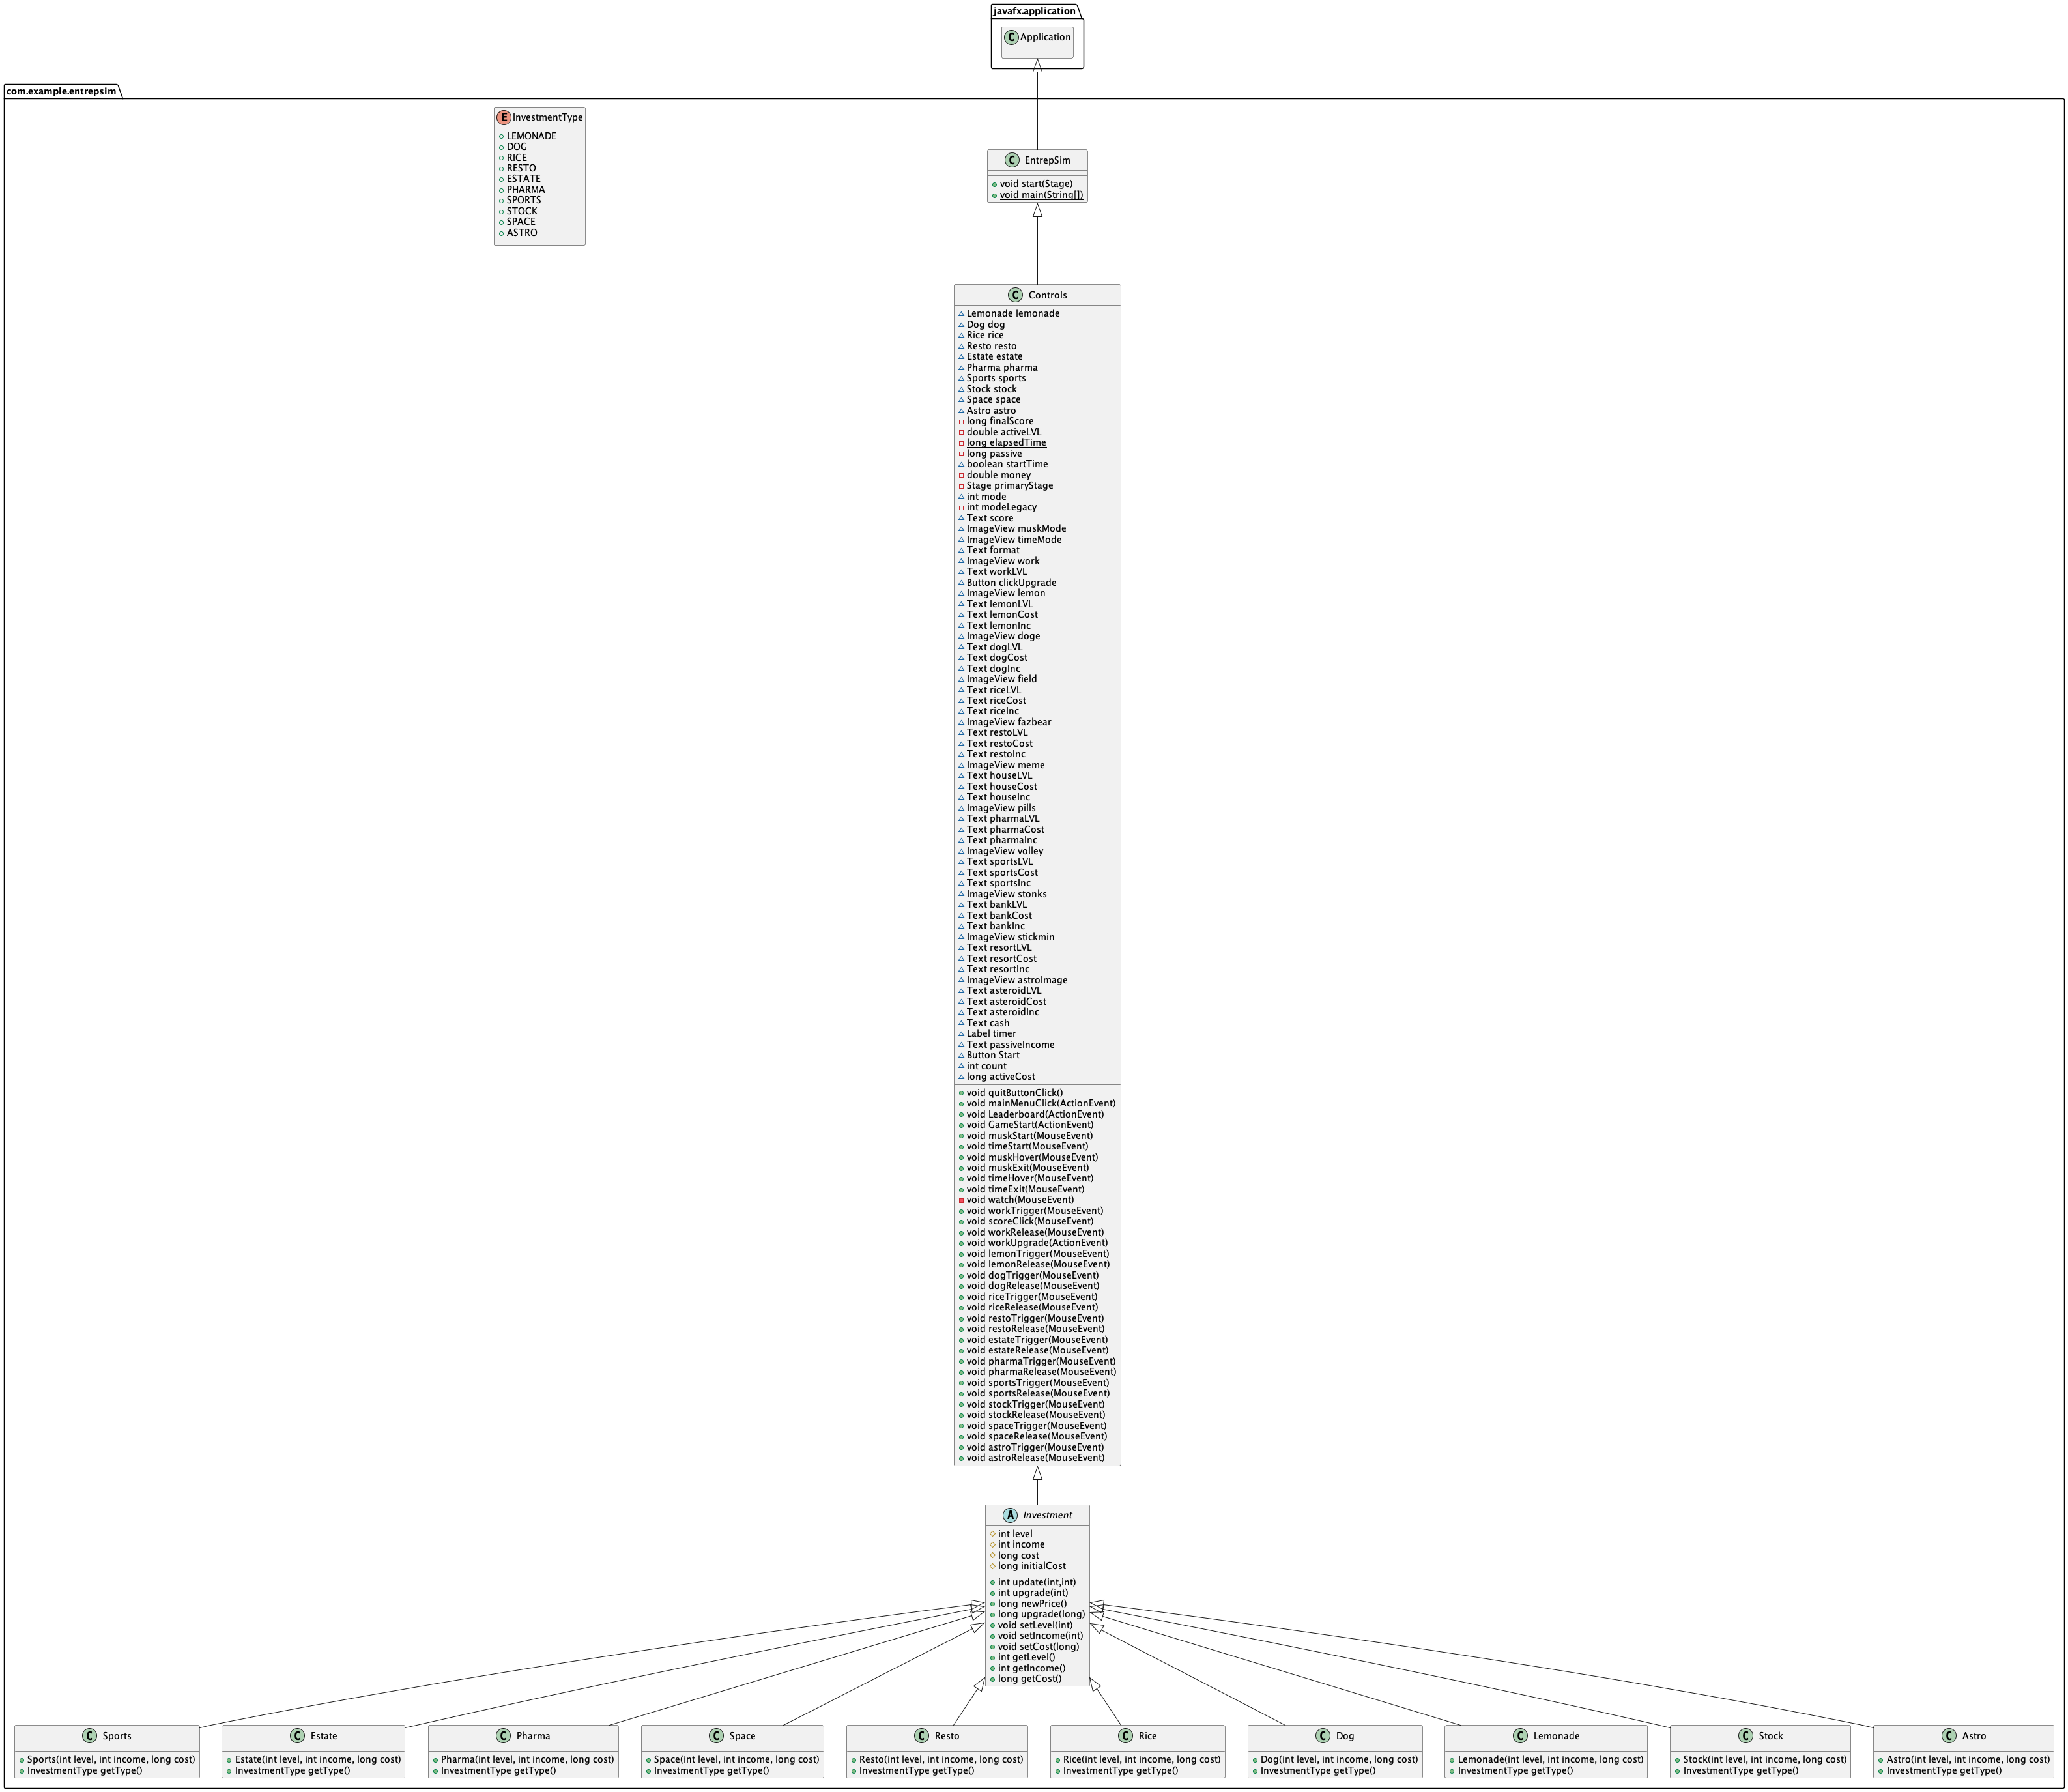 javafx.application
C Application
com.example.entrepsim
E InvestmentType
LEMONADE
DOG
RICE
RESTO
ESTATE
PHARMA
SPORTS
STOCK
SPACE
ASTRO
C EntrepSim
void start(Stage)
void main(String[])
C Controls
Lemonade lemonade
Dog dog
Rice rice
Resto resto
Estate estate
Pharma pharma
Sports sports
Stock stock
Space space
Astro astro
long finalScore
double activeLVL
long elapsedTime
long passive
boolean startTime
double money
Stage primaryStage
int mode
int modeLegacy
Text score
ImageView muskMode
ImageView timeMode
Text format
ImageView work
Text workLVL
Button clickUpgrade
ImageView lemon
Text lemonLVL
Text lemonCost
Text lemonInc
ImageView doge
Text dogLVL
Text dogCost
Text dogInc
ImageView field
Text riceLVL
Text riceCost
Text riceInc
ImageView fazbear
Text restoLVL
Text restoCost
Text restoInc
ImageView meme
Text houseLVL
Text houseCost
Text houseInc
ImageView pills
Text pharmaLVL
Text pharmaCost
Text pharmaInc
ImageView volley
Text sportsLVL
Text sportsCost
Text sportsInc
ImageView stonks
Text bankLVL
Text bankCost
Text bankInc
ImageView stickmin
Text resortLVL
Text resortCost
Text resortInc
ImageView astroImage
Text asteroidLVL
Text asteroidCost
Text asteroidInc
Text cash
Label timer
Text passiveIncome
Button Start
int count
long activeCost
void quitButtonClick()
void mainMenuClick(ActionEvent)
void Leaderboard(ActionEvent)
void GameStart(ActionEvent)
void muskStart(MouseEvent)
void timeStart(MouseEvent)
void muskHover(MouseEvent)
void muskExit(MouseEvent)
void timeHover(MouseEvent)
void timeExit(MouseEvent)
void watch(MouseEvent)
void workTrigger(MouseEvent)
void scoreClick(MouseEvent)
void workRelease(MouseEvent)
void workUpgrade(ActionEvent)
void lemonTrigger(MouseEvent)
void lemonRelease(MouseEvent)
void dogTrigger(MouseEvent)
void dogRelease(MouseEvent)
void riceTrigger(MouseEvent)
void riceRelease(MouseEvent)
void restoTrigger(MouseEvent)
void restoRelease(MouseEvent)
void estateTrigger(MouseEvent)
void estateRelease(MouseEvent)
void pharmaTrigger(MouseEvent)
void pharmaRelease(MouseEvent)
void sportsTrigger(MouseEvent)
void sportsRelease(MouseEvent)
void stockTrigger(MouseEvent)
void stockRelease(MouseEvent)
void spaceTrigger(MouseEvent)
void spaceRelease(MouseEvent)
void astroTrigger(MouseEvent)
void astroRelease(MouseEvent)
A Investment
int level
int income
long cost
long initialCost
int update(int,int)
int upgrade(int)
long newPrice()
long upgrade(long)
void setLevel(int)
void setIncome(int)
void setCost(long)
int getLevel()
int getIncome()
long getCost()
C Sports
Sports(int level, int income, long cost)
InvestmentType getType()
C Estate
Estate(int level, int income, long cost)
InvestmentType getType()
C Pharma
Pharma(int level, int income, long cost)
InvestmentType getType()
C Space
Space(int level, int income, long cost)
InvestmentType getType()
C Resto
Resto(int level, int income, long cost)
InvestmentType getType()
C Rice
Rice(int level, int income, long cost)
InvestmentType getType()
C Dog
Dog(int level, int income, long cost)
InvestmentType getType()
C Lemonade
Lemonade(int level, int income, long cost)
InvestmentType getType()
C Stock
Stock(int level, int income, long cost)
InvestmentType getType()
C Astro
Astro(int level, int income, long cost)
InvestmentType getType()